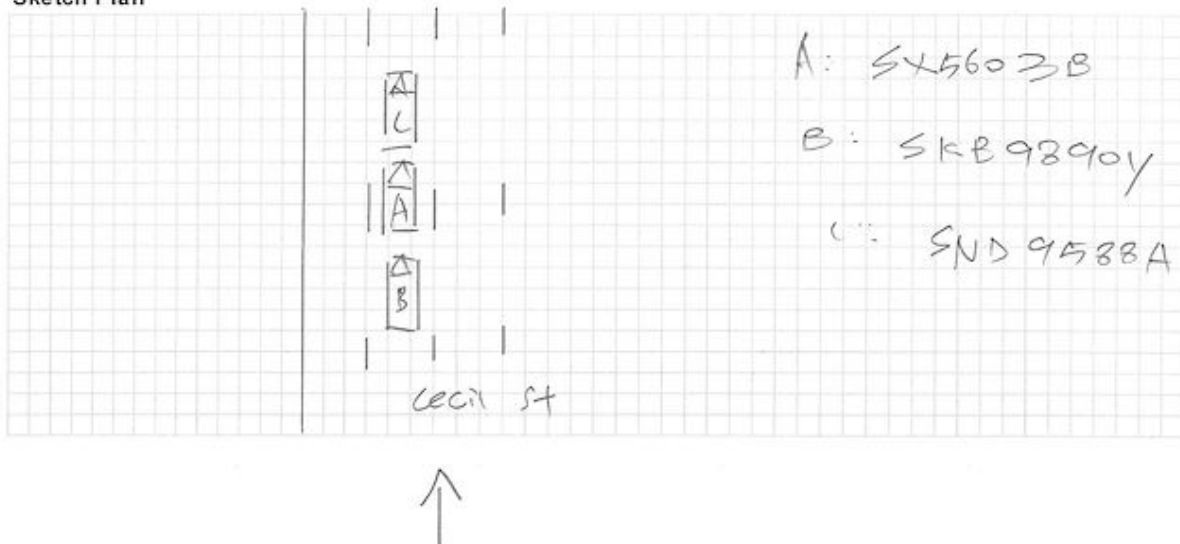 Sketch Plan
C
A
B
Cecil St
A: SX5603B
B: SKB9890Y
C: SND9588A